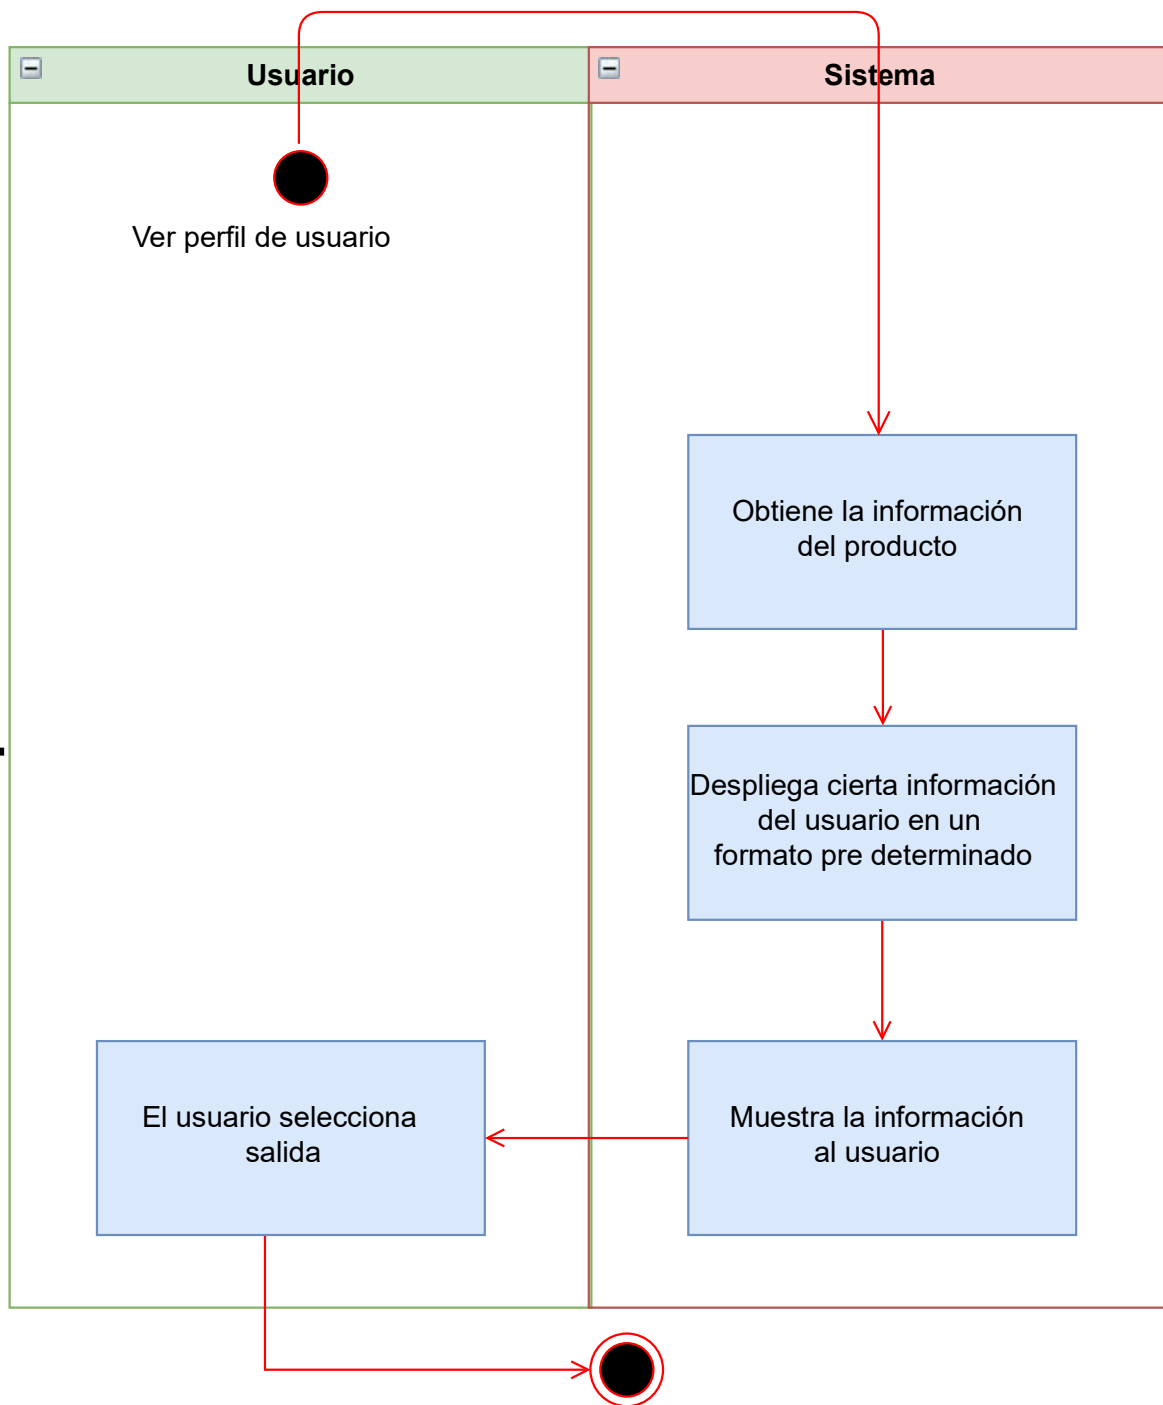 Usuario
Sistema
Ver perfil de usuario
Obtiene la información
del producto
Despliega cierta información
del usuario en un
formato pre determinado
El usuario selecciona
salida
Muestra la información
al usuario